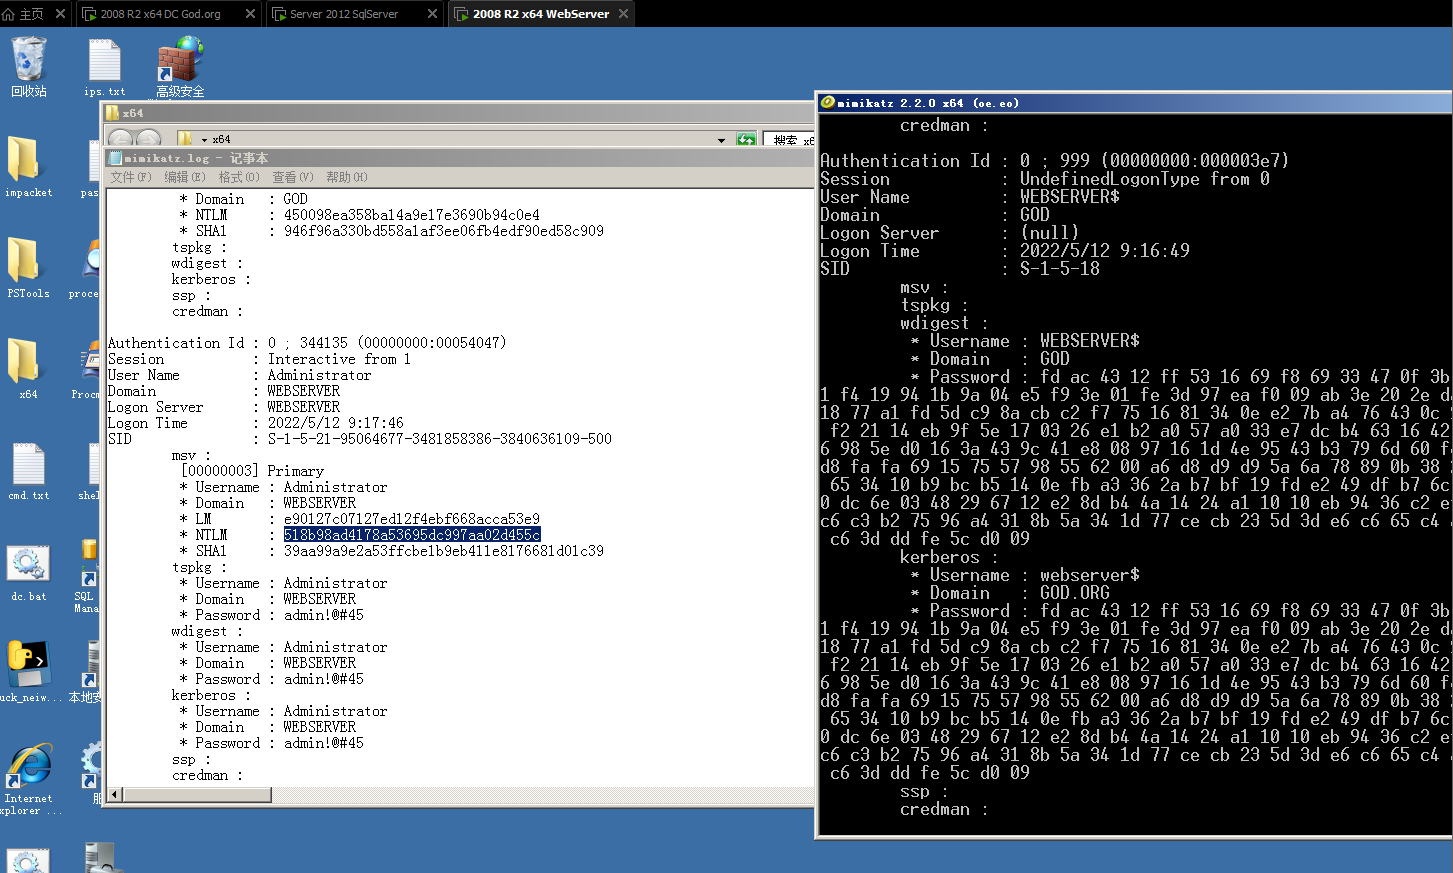 主页
2008 R2 x64 DC God.org
Server 2012 SqlServer
2008 R2 x64 WebServer
回收站
ips.txt
高级安全
impacket
PSTools
x64
cmd.txt
dc.bat
SQL
Mana
uck_neiw...
Internet
xplorer ...
x64
x64
搜索 x6
mimikatz.log - 记事本
文件(F) 编辑(E) 格式(O) 查看(V) 帮助(H)
* Domain : GOD
* NTLM : 450098ea358ba14a9e17e3690b94c0e4
* SHA1 : 946f96a330bd558a1af3ee06fb4edf90ed58c909
tspkg :
wdigest :
kerberos :
ssp :
credman :
Authentication Id : 0 ; 344135 (00000000:00054047)
Session : Interactive from 1
User Name : Administrator
Domain : WEBSERVER
Logon Server : WEBSERVER
Logon Time : 2022/5/12 9:17:46
SID : S-1-5-21-95064677-3481858386-3840636109-500
msv :
[00000003] Primary
* Username : Administrator
* Domain : WEBSERVER
* LM : e90127c07127ed12f4ebf668acca53e9
* NTLM : 518b98ad4178a53695dc997aa02d455c
* SHA1 : 39aa99a9e2a53ffcbe1b9eb411e8176681d01c39
tspkg :
* Username : Administrator
* Domain : WEBSERVER
* Password : admin!@#45
wdigest :
* Username : Administrator
* Domain : WEBSERVER
* Password : admin!@#45
kerberos :
* Username : Administrator
* Domain : WEBSERVER
* Password : admin!@#45
ssp :
credman :
mimikatz 2.2.0 x64 (oe.eo)
credman :
Authentication Id : 0 ; 999 (00000000:000003e7)
Session : UndefinedLogonType from 0
User Name : WEBSERVER$
Domain : GOD
Logon Server : (null)
Logon Time : 2022/5/12 9:16:49
SID : S-1-5-18
msv :
tspkg :
wdigest :
* Username : WEBSERVER$
* Domain : GOD
* Password : fd ac 43 12 ff 53 16 69 f8 69 33 47 0f 3b
1 f4 19 94 1b 9a 04 e5 f9 3e 01 fe 3d 97 ea f0 09 ab 3e 20 2e
18 77 a1 fd 5d c9 8a cb c2 f7 75 16 81 34 0e e2 7b a4 76 43 0c
f2 21 14 eb 9f 5e 17 03 26 e1 b2 a0 57 a0 33 e7 dc b4 63 16 42
6 98 5e d0 16 3a 43 9c 41 e8 08 97 16 1d 4e 95 43 b3 79 6d 60
d8 fa fa 69 15 75 57 98 55 62 00 a6 d8 d9 d9 5a 6a 78 89 0b 38
65 34 10 b9 bc b5 14 0e fb a3 36 2a b7 bf 19 fd e2 49 df b7 6c
0 dc 6e 03 48 29 67 12 e2 8d b4 4a 14 24 a1 10 10 eb 94 36 c2
c6 c3 b2 75 96 a4 31 8b 5a 34 1d 77 ce cb 23 5d 3d e6 c6 65 c4
c6 3d dd fe 5c d0 09
kerberos :
* Username : webserver$
* Domain : GOD.ORG
* Password : fd ac 43 12 ff 53 16 69 f8 69 33 47 0f 3b
1 f4 19 94 1b 9a 04 e5 f9 3e 01 fe 3d 97 ea f0 09 ab 3e 20 2e
18 77 a1 fd 5d c9 8a cb c2 f7 75 16 81 34 0e e2 7b a4 76 43 0c
f2 21 14 eb 9f 5e 17 03 26 e1 b2 a0 57 a0 33 e7 dc b4 63 16 42
6 98 5e d0 16 3a 43 9c 41 e8 08 97 16 1d 4e 95 43 b3 79 6d 60
d8 fa fa 69 15 75 57 98 55 62 00 a6 d8 d9 d9 5a 6a 78 89 0b 38
65 34 10 b9 bc b5 14 0e fb a3 36 2a b7 bf 19 fd e2 49 df b7 6c
0 dc 6e 03 48 29 67 12 e2 8d b4 4a 14 24 a1 10 10 eb 94 36 c2
c6 c3 b2 75 96 a4 31 8b 5a 34 1d 77 ce cb 23 5d 3d e6 c6 65 c4
c6 3d dd fe 5c d0 09
ssp :
credman :